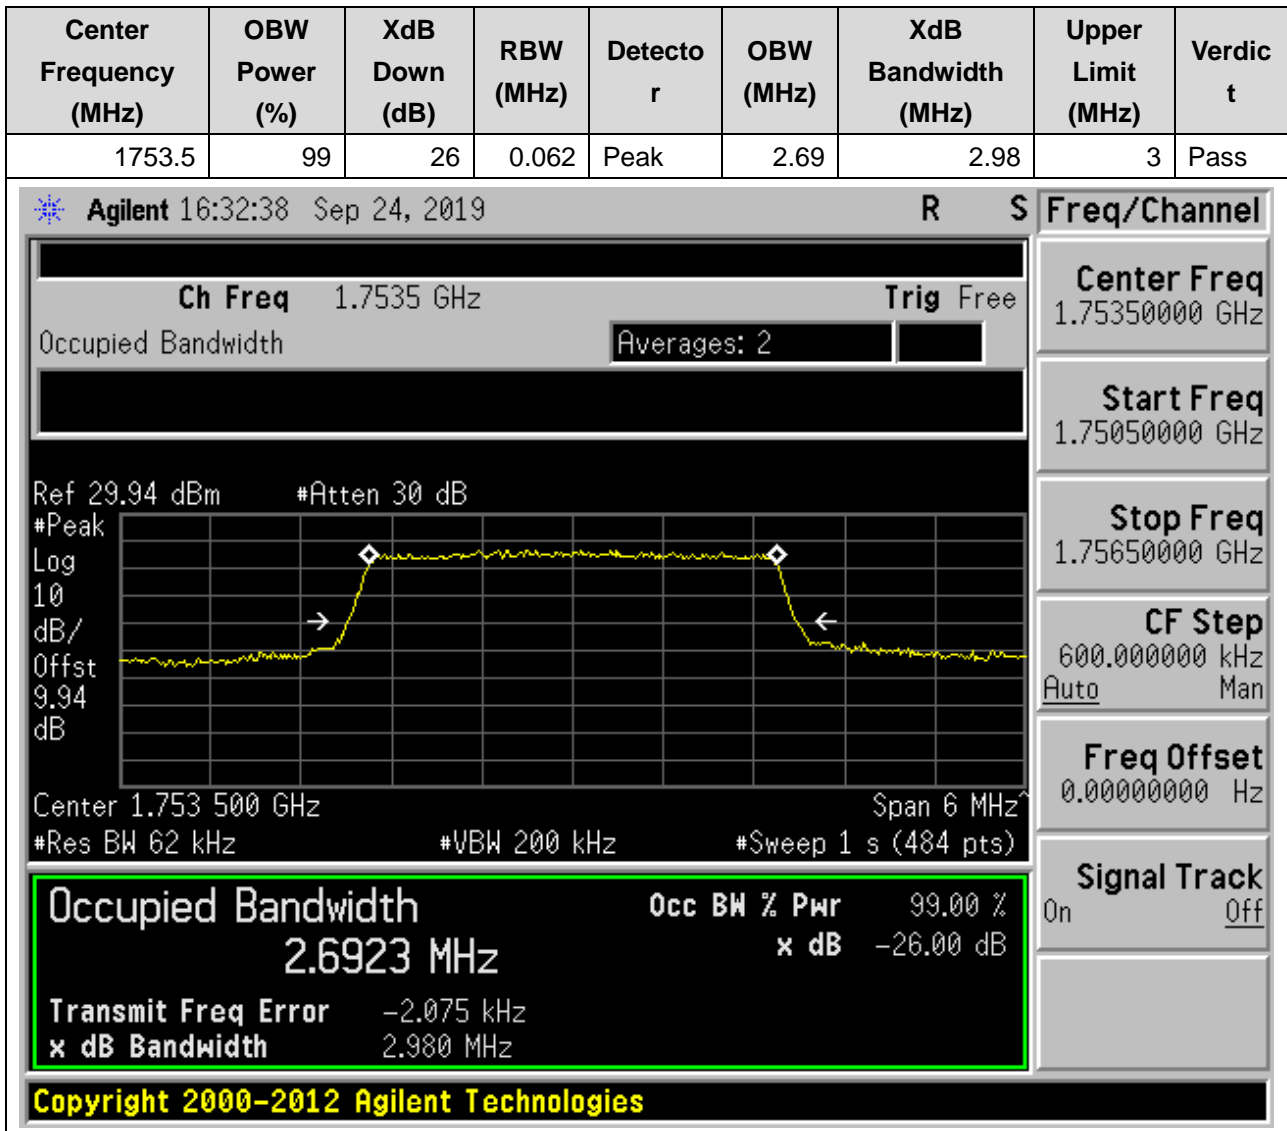 Center Frequency (MHz) OBW Power (%) XdB Down (dB) RBW (MHz) Detecto r OBW (MHz) XdB Bandwidth (MHz) Upper Limit (MHz) Verdic t
1753.5 99 26 0.062 Peak 2.69 2.98 3 Pass
Agilent 16:32:38 Sep 24, 2019 R S Freq/Channel
Ch Freq 1.7535 GHz Trig Free
Occupied Bandwidth Averages: 2
Center Freq
1.75350000 GHz
Start Freq
1.75050000 GHz
Stop Freq
1.75650000 GHz
CF Step
600.000000 kHz
Auto Man
Freq Offset
0.00000000 Hz
Signal Track
On Off
Ref 29.94 dBm #Atten 30 dB
#Peak
Log
10
dB/
Offst
9.94
dB
Center 1.753 500 GHz Span 6 MHz^
#Res BW 62 kHz #VBW 200 kHz #Sweep 1 s (484 pts)
Occupied Bandwidth Occ BW % Pwr 99.00 %
2.6923 MHz x dB -26.00 dB
Transmit Freq Error -2.075 kHz
x dB Bandwidth 2.980 MHz
Copyright 2000-2012 Agilent Technologies